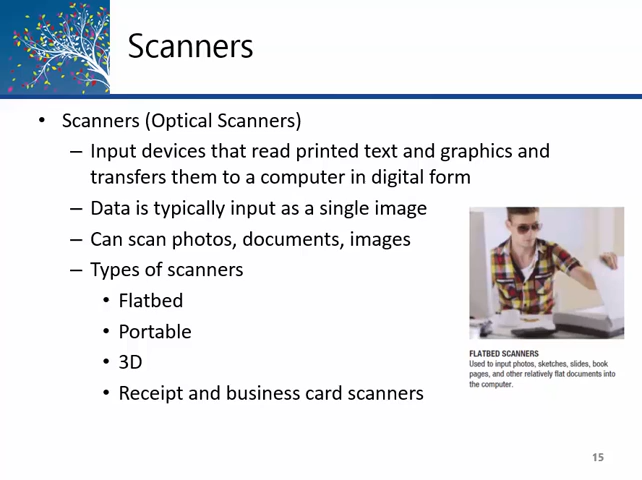 Scanners
• Scanners (Optical Scanners)
– Input devices that read printed text and graphics and
transfers them to a computer in digital form
– Data is typically input as a single image
– Can scan photos, documents, images
– Types of scanners
• Flatbed
• Portable
• 3D
• Receipt and business card scanners
FLATBED SCANNERS
Used to input photos, sketches, slides, book
pages, and other relatively flat documents into
the computer.
15